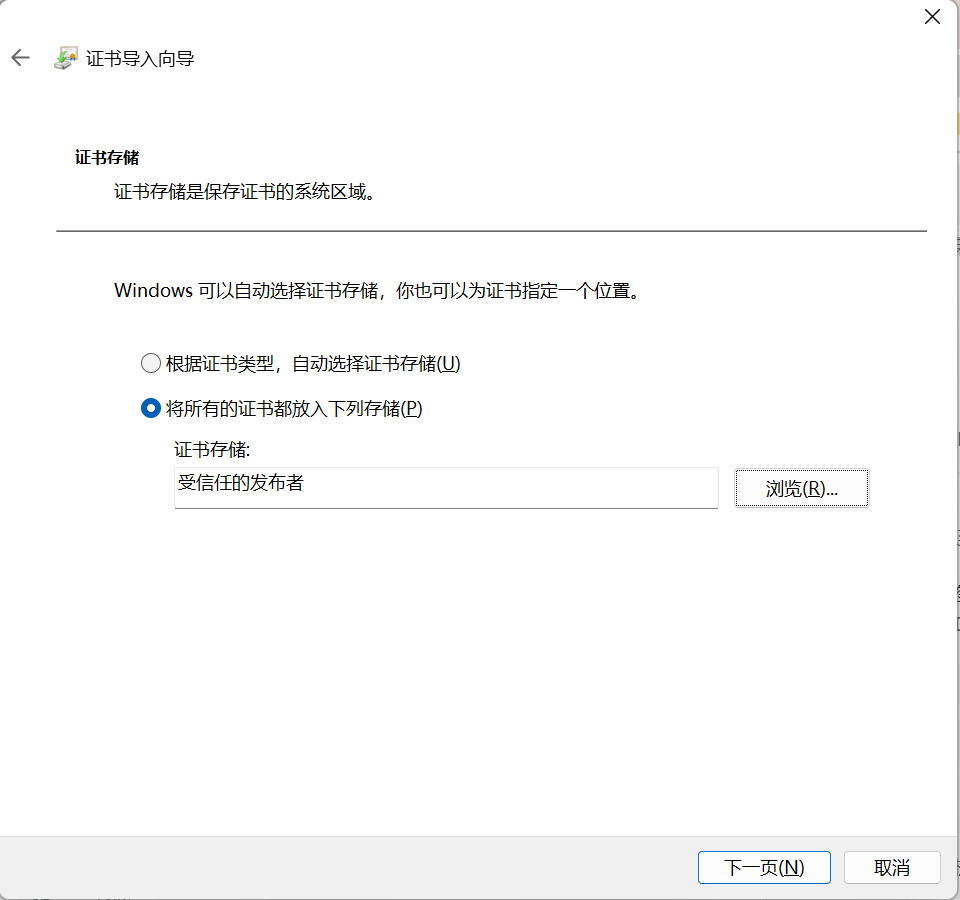 证书导入向导
证书存储
证书存储是保存证书的系统区域。
Windows 可以自动选择证书存储，你也可以为证书指定一个位置。
根据证书类型，自动选择证书存储(U)
将所有的证书都放入下列存储(P)
证书存储:
受信任的发布者
浏览(R)...
下一页(N)
取消